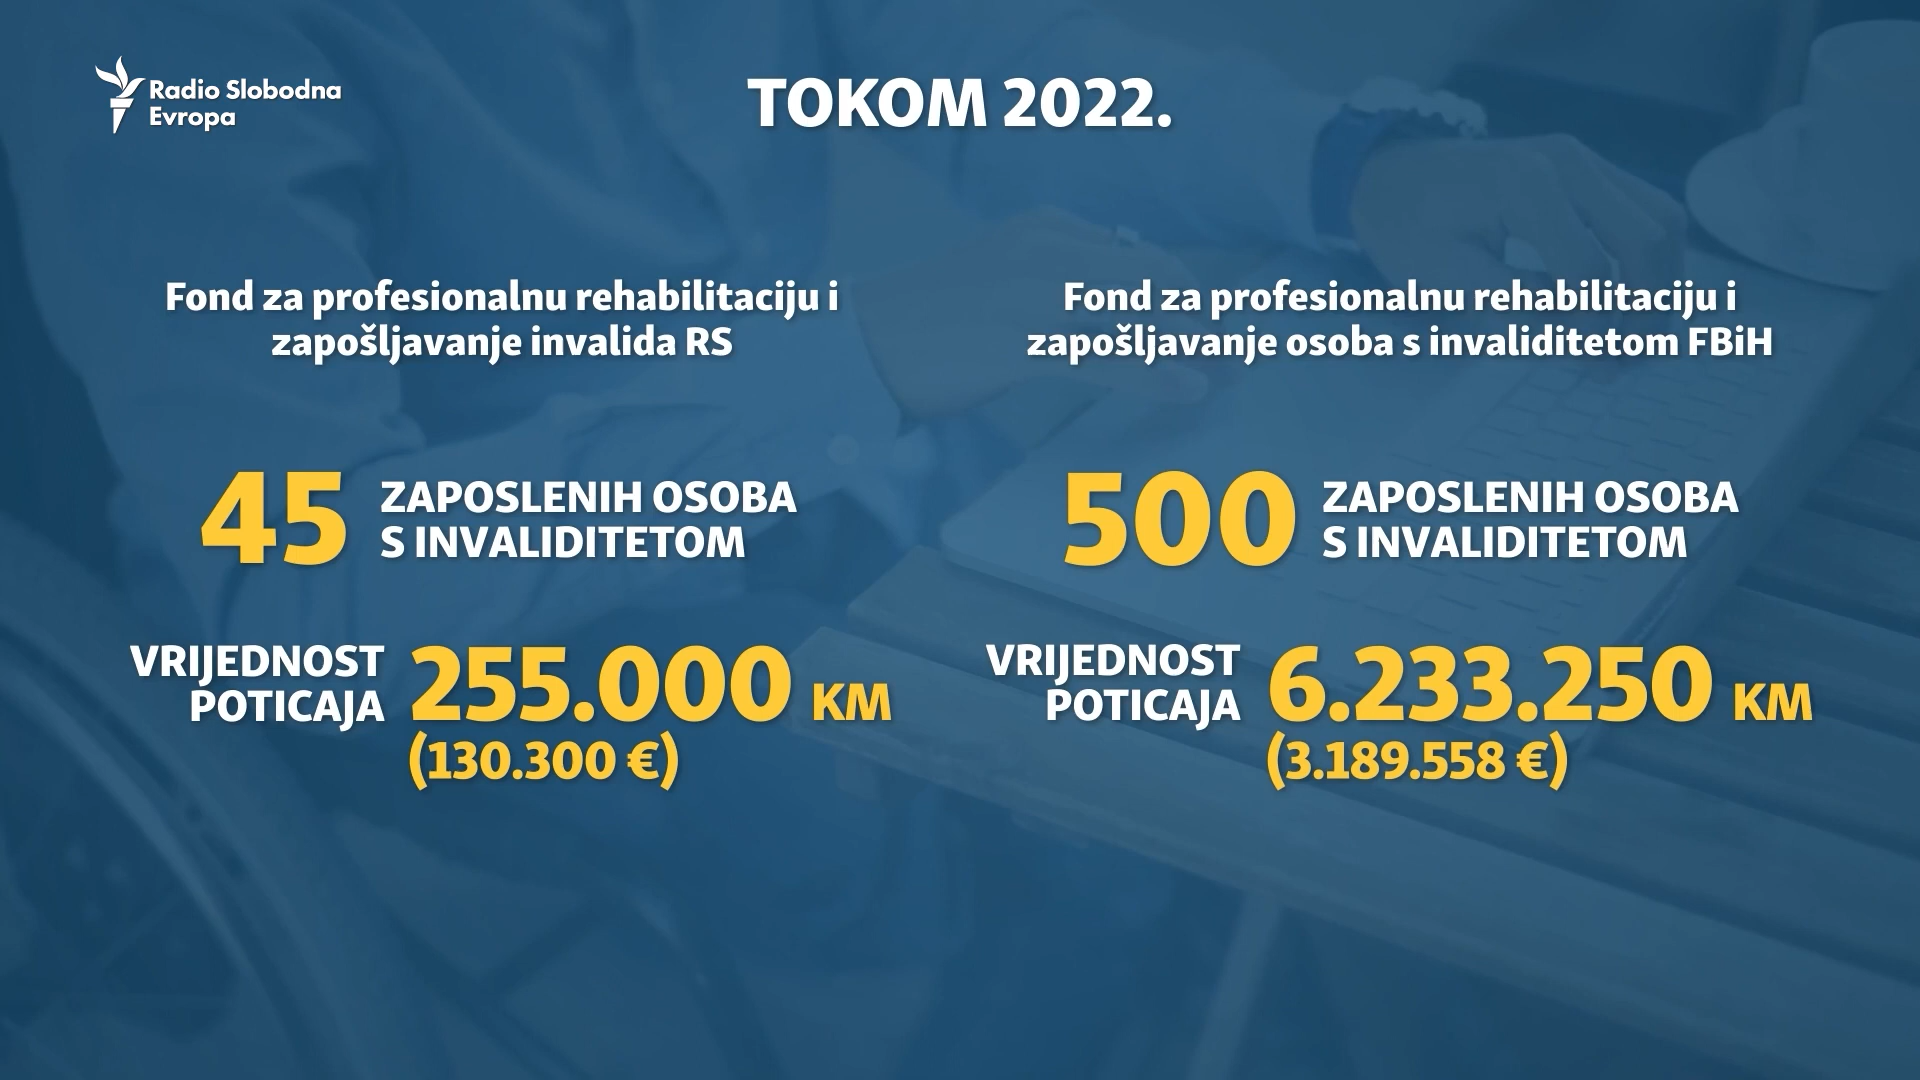 Radio Slobodna
Evropa
TOKOM 2022.
Fond za profesionalnu rehabilitaciju i
zapošljavanje invalida RS
45
ZAPOSLENIH OSOBA
S INVALIDITETOM
VRIJEDNOST
POTICAJA
255.000 KM
(130.300 €)
Fond za profesionalnu rehabilitaciju i
zapošljavanje osoba s invaliditetom FBiH
500
ZAPOSLENIH OSOBA
S INVALIDITETOM
VRIJEDNOST
POTICAJA
6.233.250 KM
(3.189.558 €)